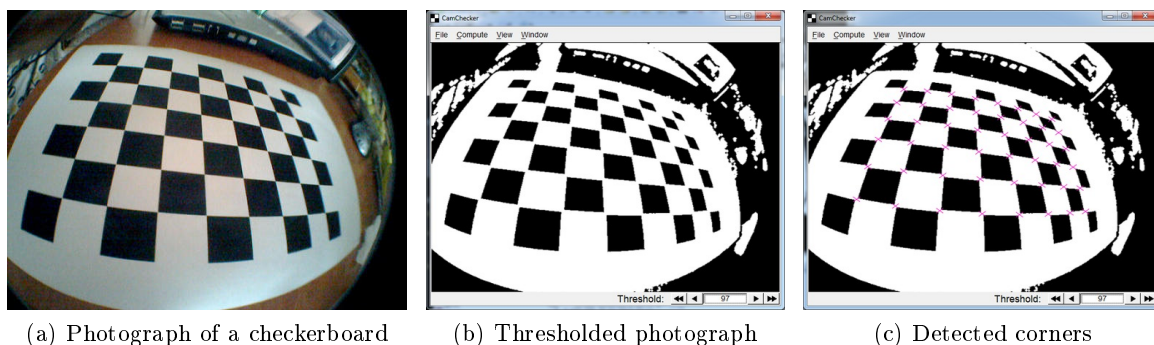 CamChecker
File Compute View Window
Threshold: 97
CamChecker
File Compute View Window
Threshold: 97
(a) Photograph of a checkerboard
(b) Thresholded photograph
(c) Detected corners